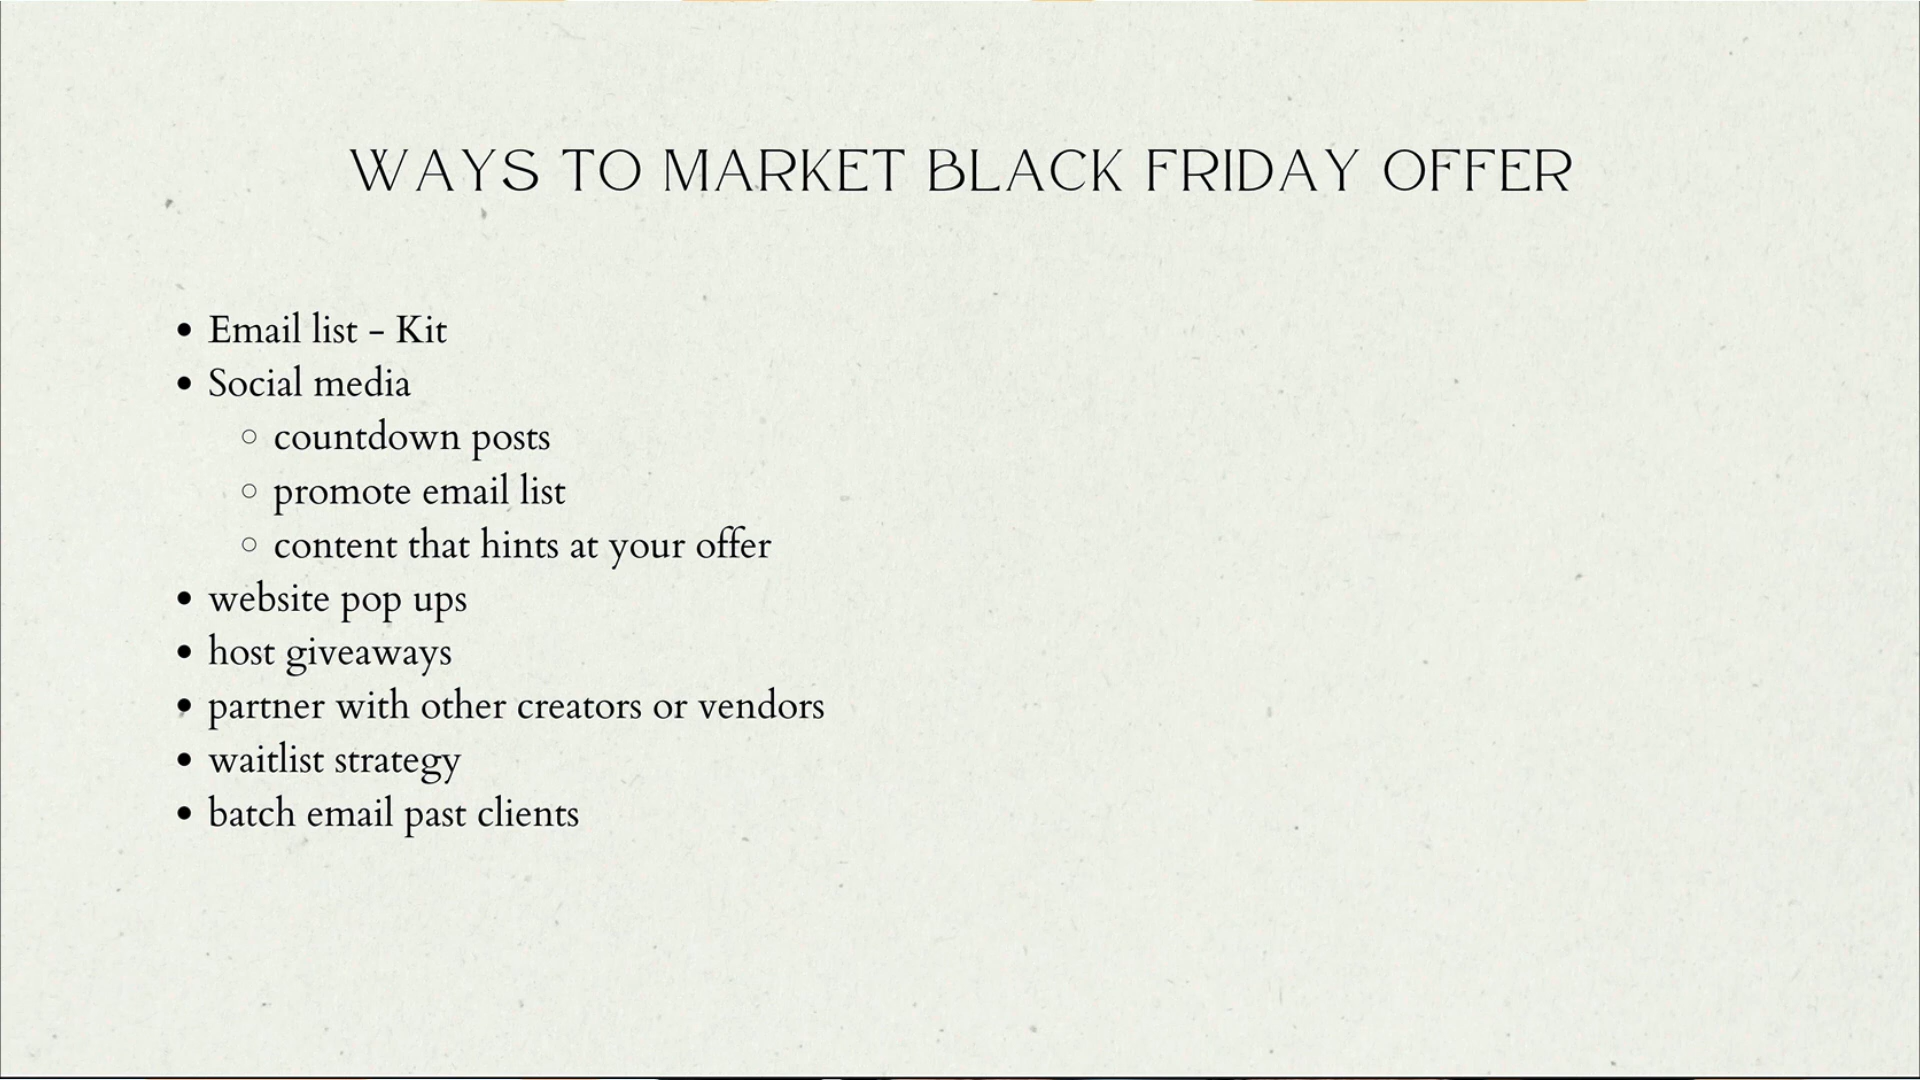 WAYS TO MARKET BLACK FRIDAY OFFER
• Email list - Kit
• Social media
◦ countdown posts
◦ promote email list
◦ content that hints at your offer
• website pop ups
• host giveaways
• partner with other creators or vendors
• waitlist strategy
• batch email past clients